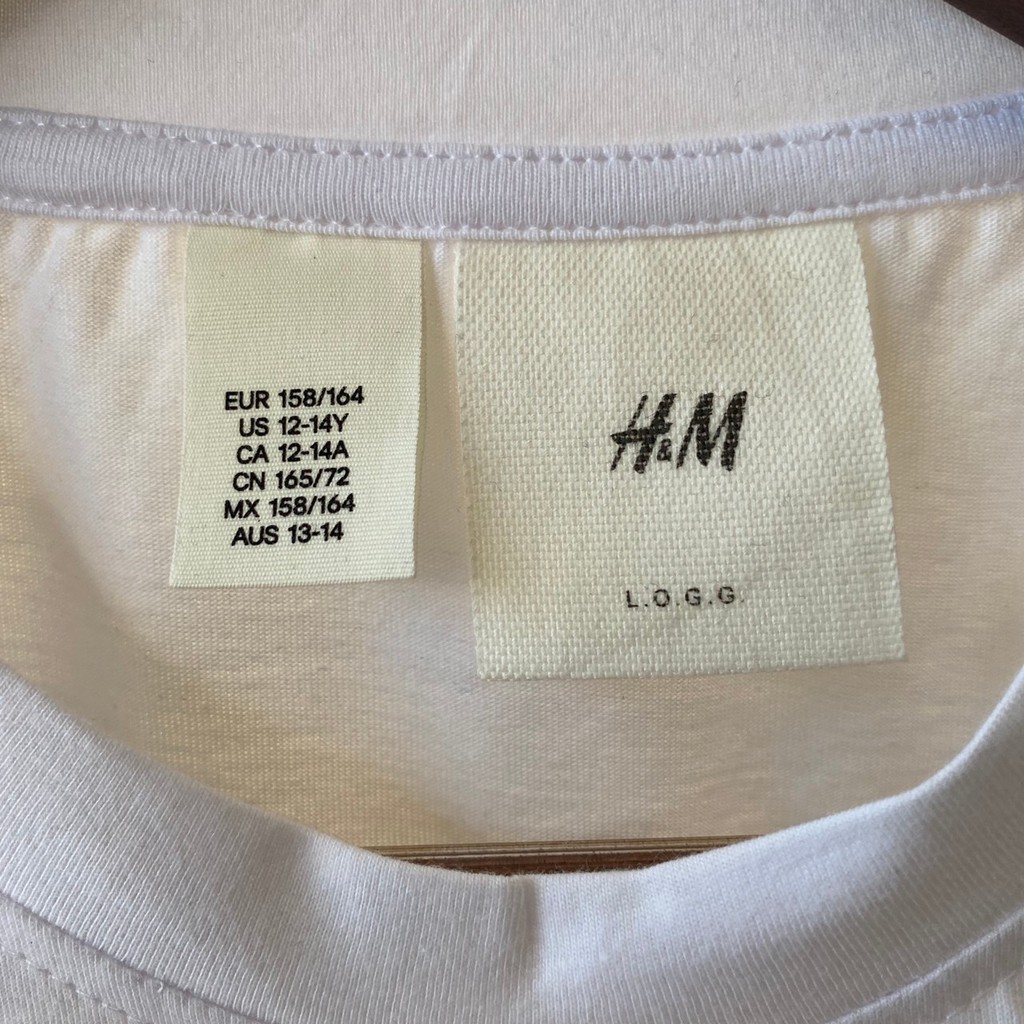 EUR 158/164
US 12-14Y
CA 12-14A
CN 165/72
MX 158/164
AUS 13-14
H&M
L.O.G.G.